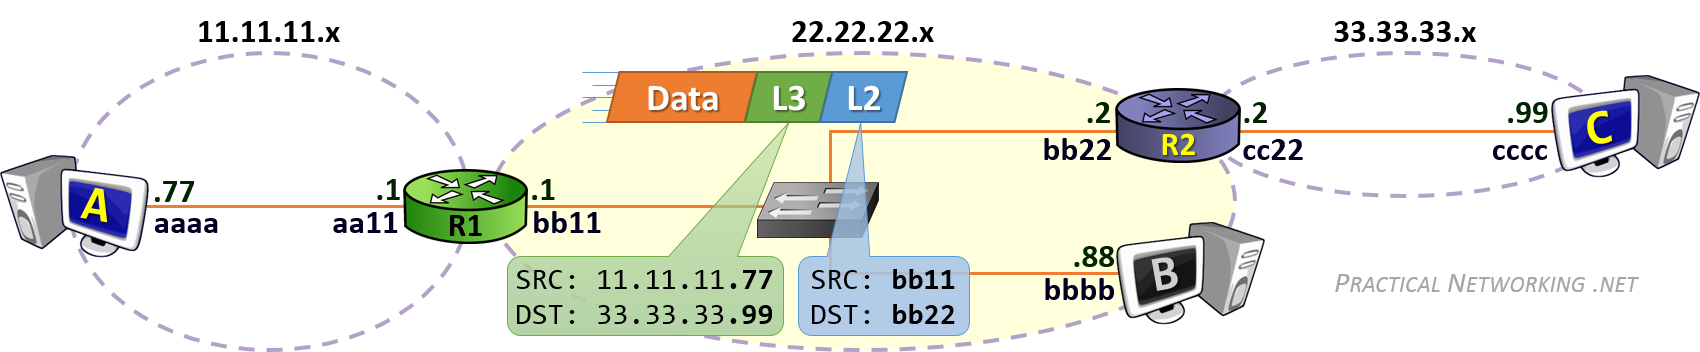 11.11.11.x
22.22.22.x
33.33.33.x
Data L3 L2
A
.77
aaaa
.1
aa11
R1
.1
bb11
.2
bb22
R2
.2
cc22
.99
cccc
C
SRC: 11.11.11.77
DST: 33.33.33.99
SRC: bb11
DST: bb22
.88
bbbb
B
PRACTICAL NETWORKING .NET